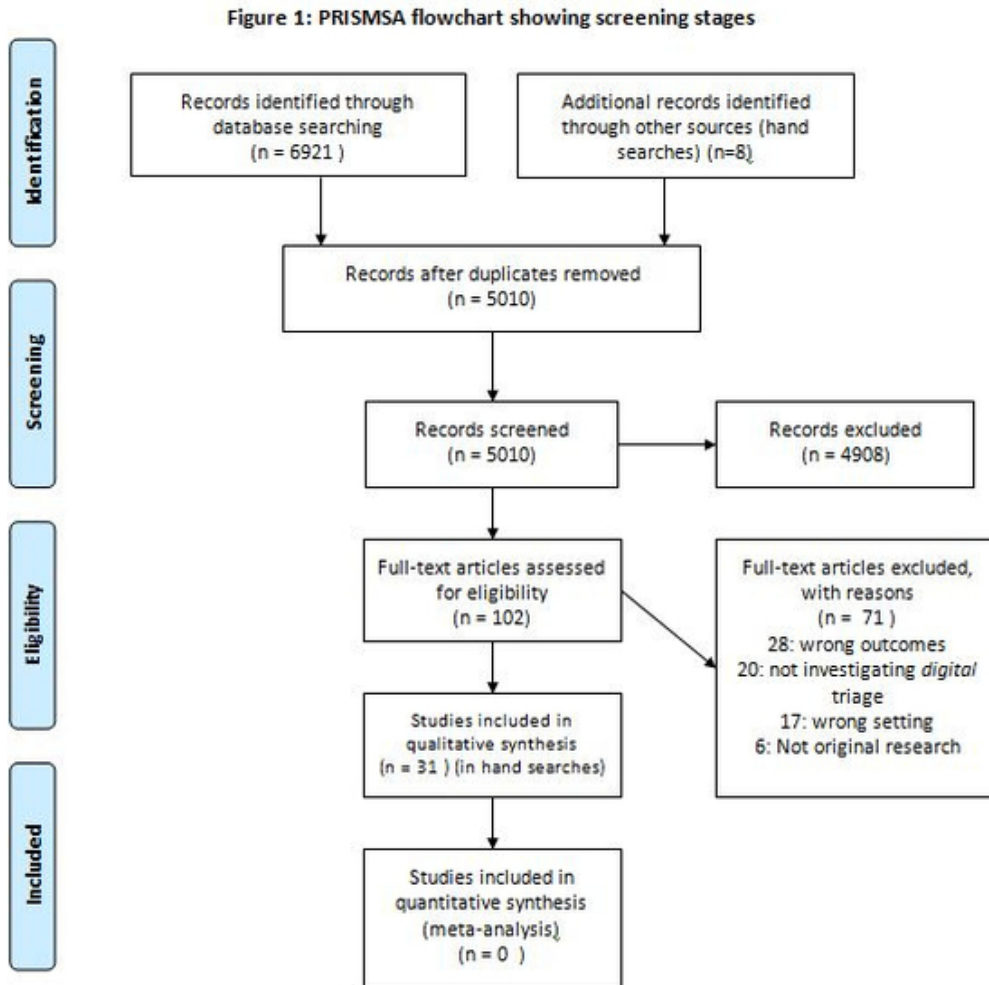 Figure 1: PRISMSA flowchart showing screening stages
Identification
Records identified through
database searching
(n = 6921 )
Additional records identified
through other sources (hand
searches) (n=8)
Records after duplicates removed
(n = 5010)
Screening
Records screened
(n = 5010)
Records excluded
(n = 4908)
Eligibility
Full-text articles assessed
for eligibility
(n = 102)
Full-text articles excluded,
with reasons
(n = 71 )
28: wrong outcomes
20: not investigating digital
triage
17: wrong setting
6: Not original research
Studies included in
qualitative synthesis
(n = 31 ) (in hand searches)
Included
Studies included in
quantitative synthesis
(meta-analysis)
(n = 0 )